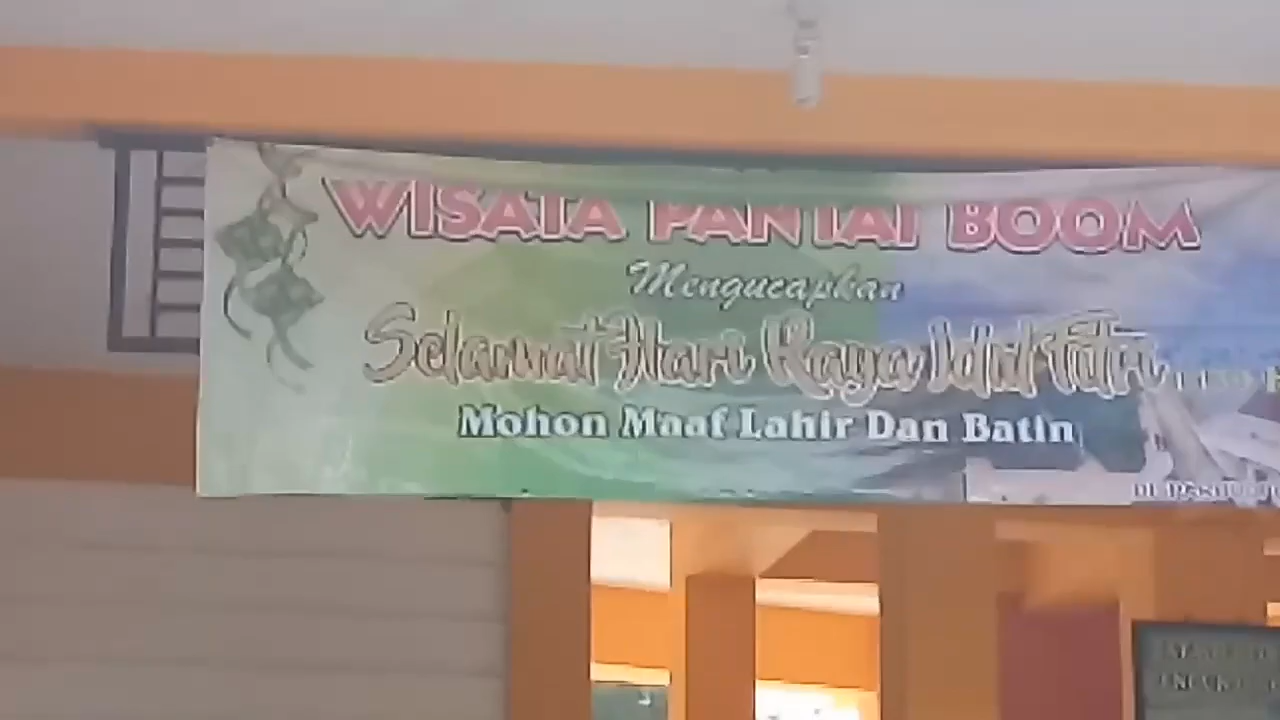 WISATA PANTAI BOOM
Mengucapkan
Selamat Hari Raya Idul Fitri
Mohon Maaf Lahir Dan Batin